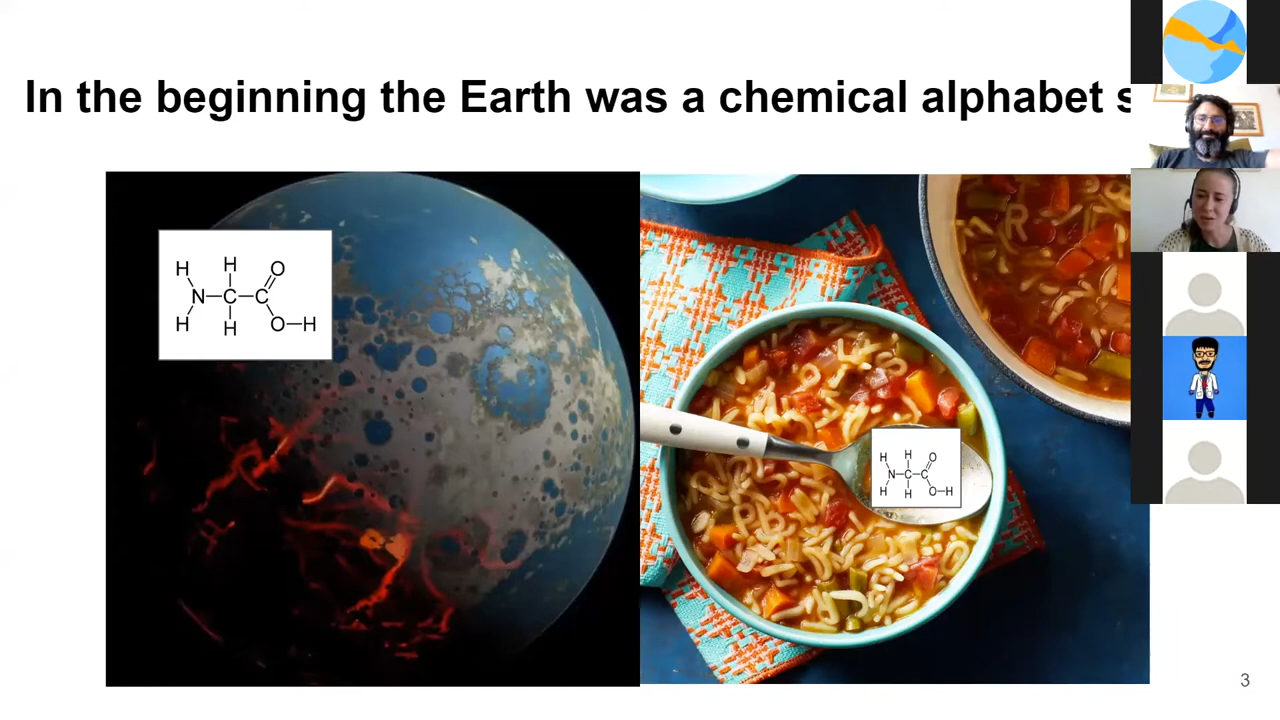 In the beginning the Earth was a chemical alphabet s
H H O
N C C
H H O H
H H O
N C C
H H O H
3